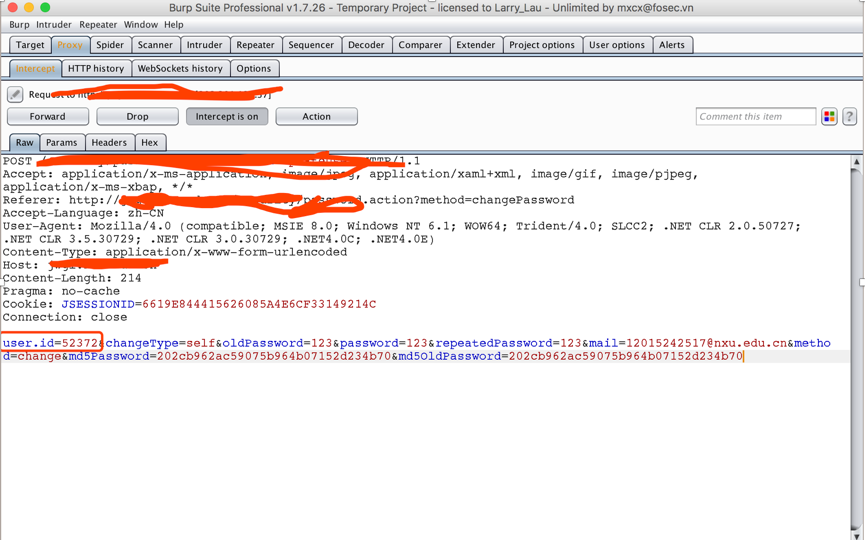 Burp Suite Professional v1.7.26 - Temporary Project - licensed to Larry_Lau - Unlimited by mxcx@fosec.vn
Burp Intruder Repeater Window Help
Target Proxy Spider Scanner Intruder Repeater Sequencer Decoder Comparer Extender Project options User options Alerts
Intercept HTTP history WebSockets history Options
Request to
Forward Drop Intercept is on Action Comment this item ?
Raw Params Headers Hex
POST /1.1
Accept: application/x-ms-application, image/jpeg, application/xaml+xml, image/gif, image/pjpeg,
application/x-ms-xbap, */*
Referer: http:// password.action?method=changePassword
Accept-Language: zh-CN
User-Agent: Mozilla/4.0 (compatible; MSIE 8.0; Windows NT 6.1; WOW64; Trident/4.0; SLCC2; .NET CLR 2.0.50727;
.NET CLR 3.5.30729; .NET CLR 3.0.30729; .NET4.0C; .NET4.0E)
Content-Type: application/x-www-form-urlencoded
Host:
Content-Length: 214
Pragma: no-cache
Cookie: JSESSIONID=6619E844415626085A4E6CF33149214C
Connection: close
user.id=52372&changeType=self&oldPassword=123&password=123&repeatedPassword=123&mail=12015242517@nxu.edu.cn&metho
d=change&md5Password=202cb962ac59075b964b07152d234b70&md5OldPassword=202cb962ac59075b964b07152d234b70